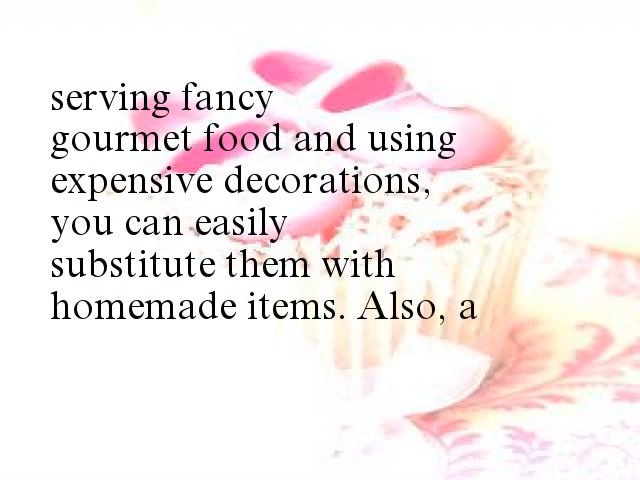 serving fancy
gourmet food and using
expensive decorations,
you can easily
substitute them with
homemade items. Also, a